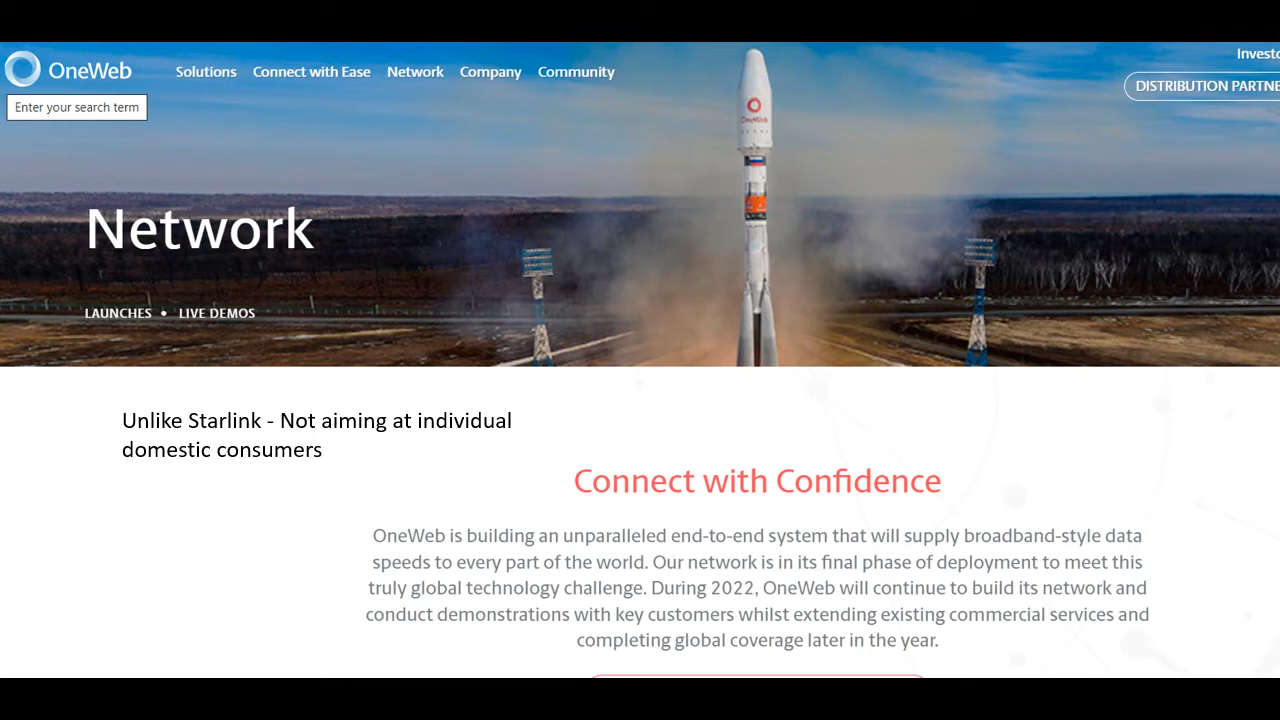 OneWeb
Solutions Connect with Ease Network Company Community
Investo
DISTRIBUTION PARTNE
Enter your search term
OneWeb
Network
LAUNCHES • LIVE DEMOS
Unlike Starlink - Not aiming at individual
domestic consumers
Connect with Confidence
OneWeb is building an unparalleled end-to-end system that will supply broadband-style data
speeds to every part of the world. Our network is in its final phase of deployment to meet this
truly global technology challenge. During 2022, OneWeb will continue to build its network and
conduct demonstrations with key customers whilst extending existing commercial services and
completing global coverage later in the year.